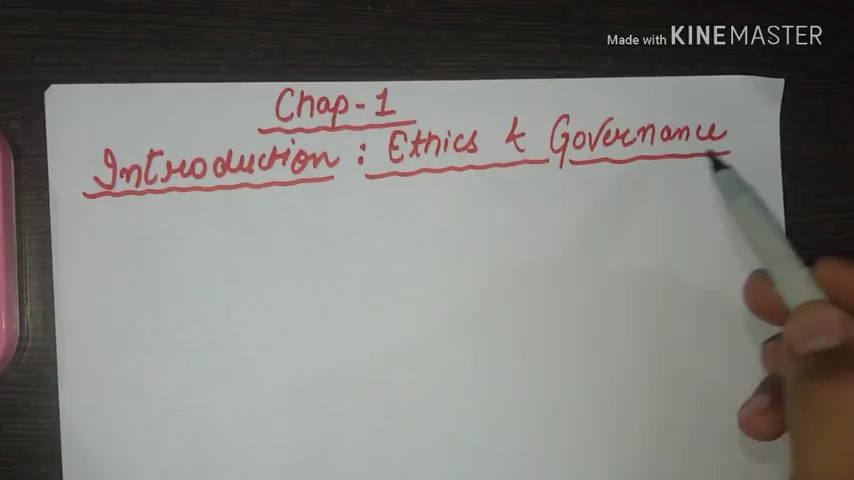 Made with KINEMASTER
Chap-1
Introduction : Ethics & Governance